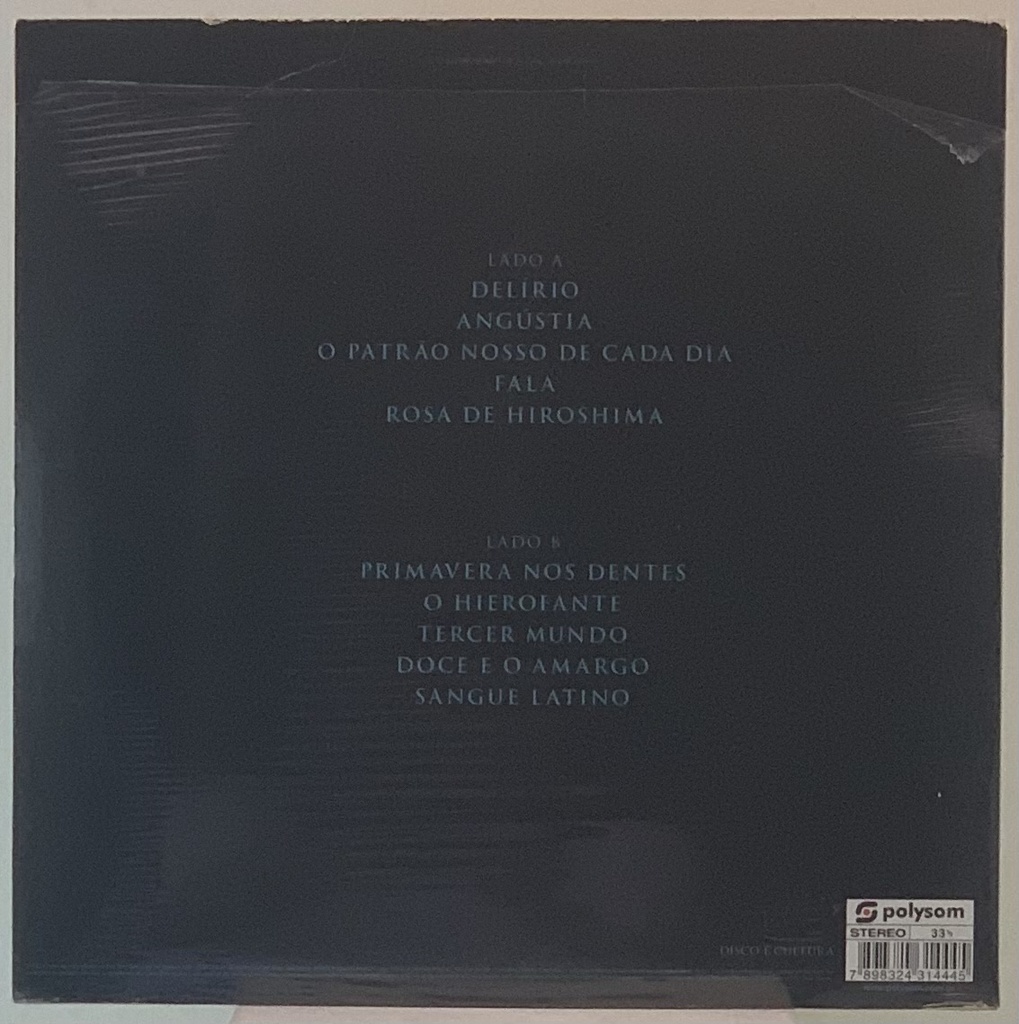 LADO A
DELÍRIO
ANGÚSTIA
O PATRÃO NOSSO DE CADA DIA
FALA
ROSA DE HIROSHIMA
LADO B
PRIMAVERA NOS DENTES
O HIEROFANTE
TERCER MUNDO
DOCE E O AMARGO
SANGUE LATINO
polysom
STEREO 33⅓
DISCO É CULTURA
7 898324 314445